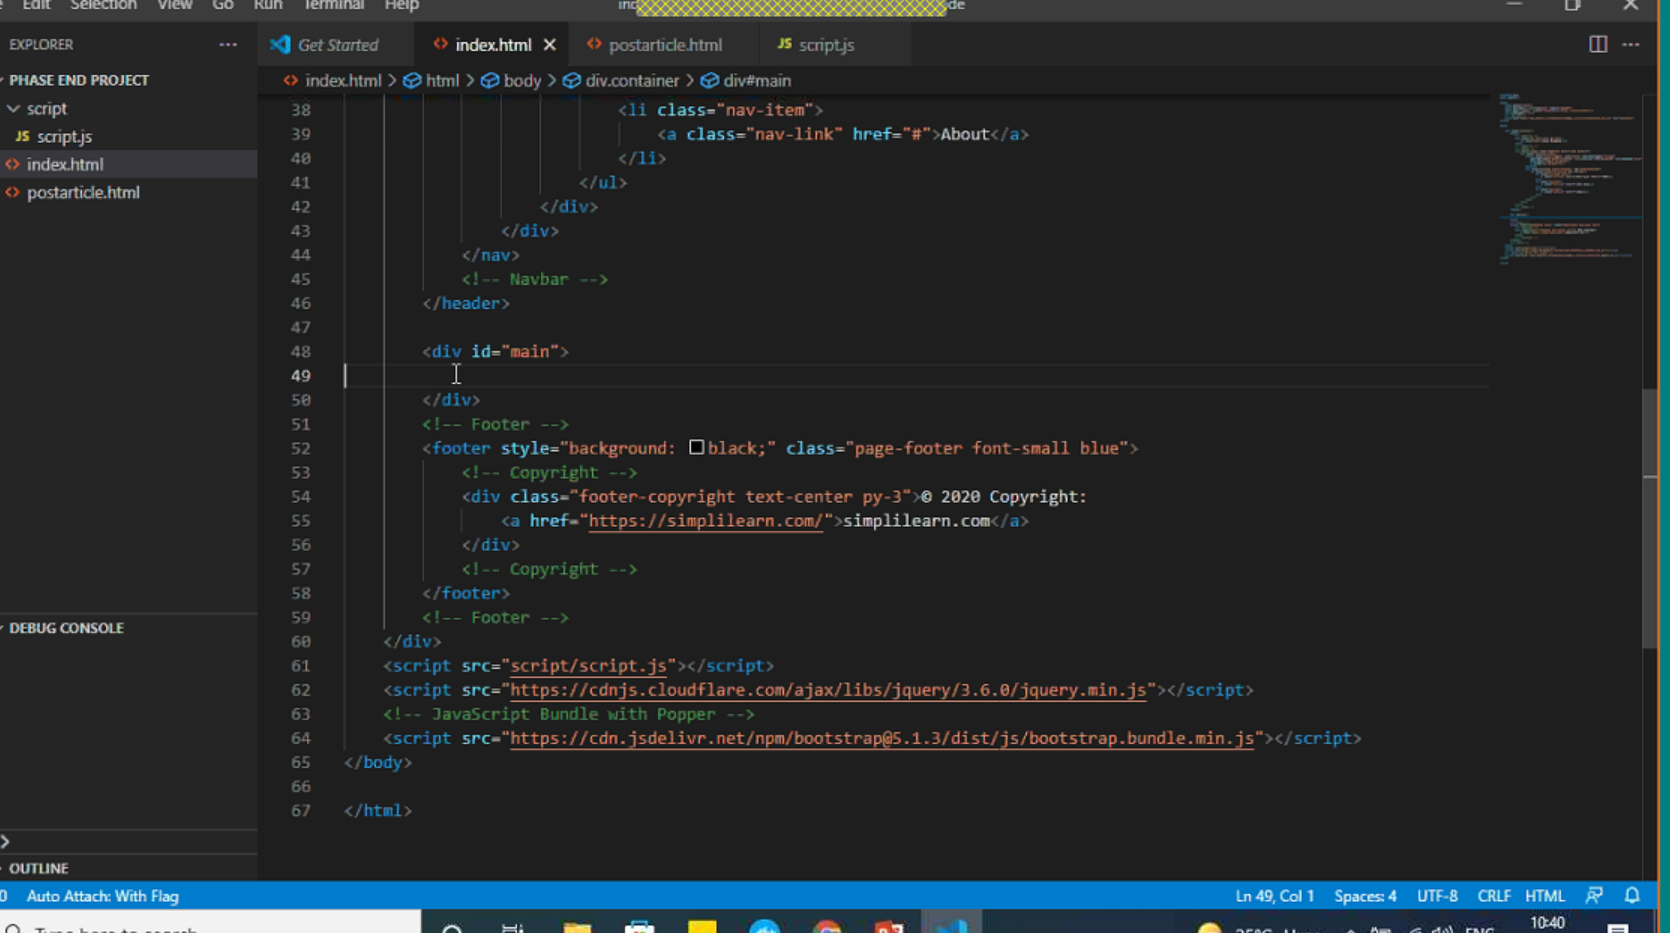 Edit Selection View Go Run Terminal Help
EXPLORER ···
Get Started
index.html
postarticle.html
JS script.js
PHASE END PROJECT
index.html > html > body > div.container > div#main
script
JS script.js
index.html
postarticle.html
38 <li class="nav-item">
39 <a class="nav-link" href="#">About</a>
40 </li>
41 </ul>
42 </div>
43 </div>
44 </nav>
45 <!-- Navbar -->
46 </header>
47
48 <div id="main">
49
50 </div>
51 <!-- Footer -->
52 <footer style="background: black;" class="page-footer font-small blue">
53 <!-- Copyright -->
54 <div class="footer-copyright text-center py-3">© 2020 Copyright:
55 <a href="https://simplilearn.com/">simplilearn.com</a>
56 </div>
57 <!-- Copyright -->
58 </footer>
59 <!-- Footer -->
60 </div>
61 <script src="script/script.js"></script>
62 <script src="https://cdnjs.cloudflare.com/ajax/libs/jquery/3.6.0/jquery.min.js"></script>
63 <!-- JavaScript Bundle with Popper -->
64 <script src="https://cdn.jsdelivr.net/npm/bootstrap@5.1.3/dist/js/bootstrap.bundle.min.js"></script>
65 </body>
66
67 </html>
DEBUG CONSOLE
OUTLINE
0 Auto Attach: With Flag
Ln 49, Col 1 Spaces: 4 UTF-8 CRLF HTML
Type here to search
ENG
10:40